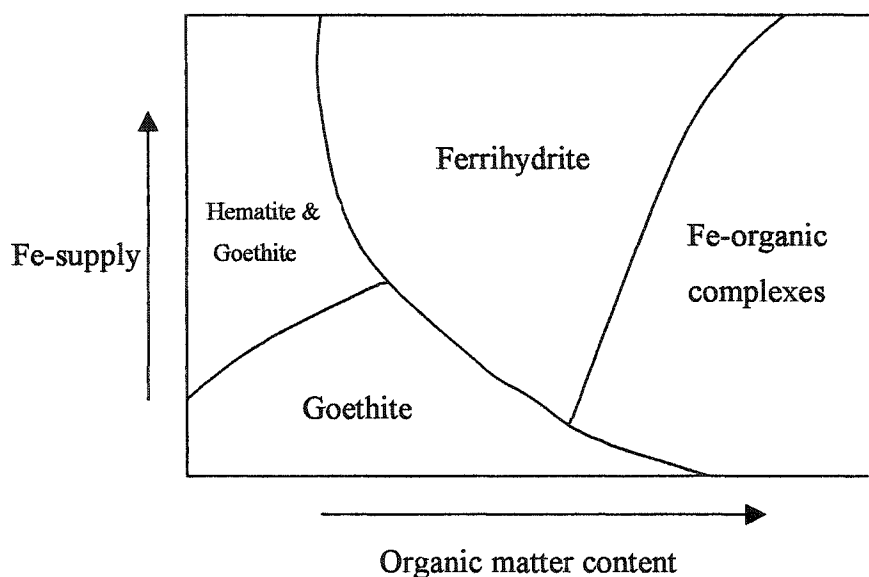 Ferrihydrite
Hematite &
Goethite
Fe-supply
Fe-organic
complexes
Goethite
Organic matter content